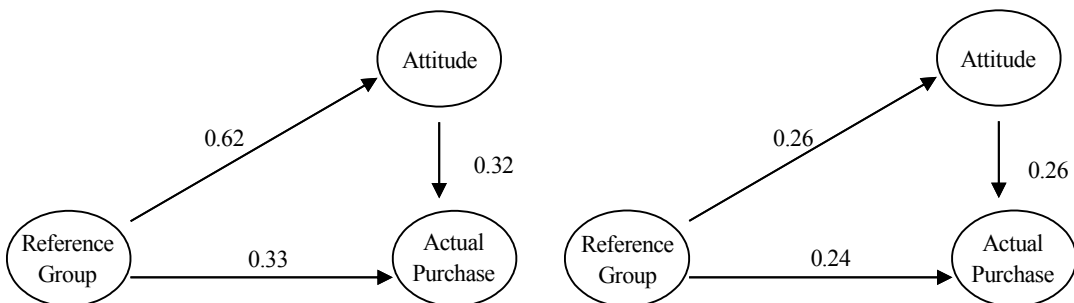 Attitude
0.62
0.32
Reference
Group
0.33
Actual
Purchase
Attitude
0.26
0.26
Reference
Group
0.24
Actual
Purchase